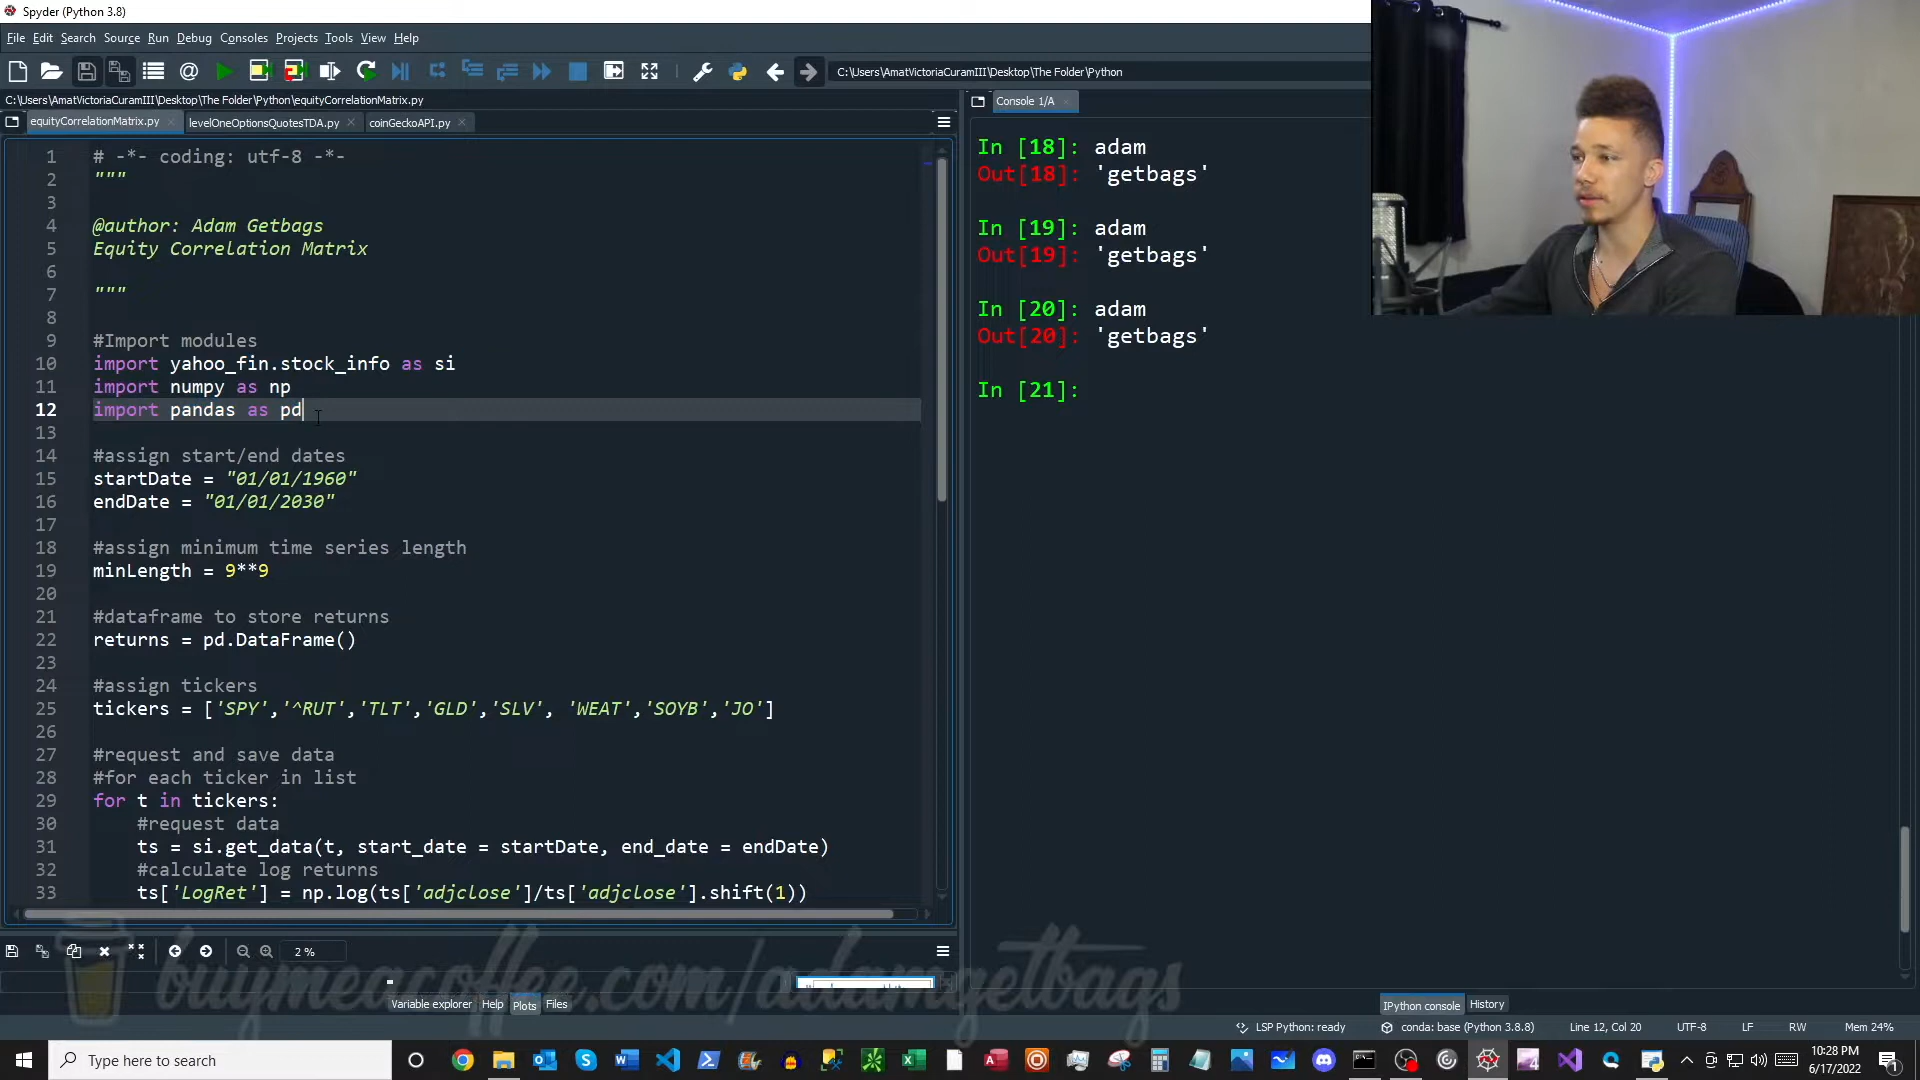 Spyder (Python 3.8)
File Edit Search Source Run Debug Consoles Projects Tools View Help
C:\Users\AmatVictoriaCuramIII\Desktop\The Folder\Python
C:\Users\AmatVictoriaCuramIII\Desktop\The Folder\Python\equityCorrelationMatrix.py
equityCorrelationMatrix.py levelOneOptionsQuotesTDA.py coinGeckoAPI.py
1 # -*- coding: utf-8 -*-
2 """
3
4 @author: Adam Getbags
5 Equity Correlation Matrix
6
7 """
8
9 #Import modules
10 import yahoo_fin.stock_info as si
11 import numpy as np
12 import pandas as pd
13
14 #assign start/end dates
15 startDate = "01/01/1960"
16 endDate = "01/01/2030"
17
18 #assign minimum time series length
19 minLength = 9**9
20
21 #dataframe to store returns
22 returns = pd.DataFrame()
23
24 #assign tickers
25 tickers = ['SPY','^RUT','TLT','GLD','SLV', 'WEAT','SOYB','JO']
26
27 #request and save data
28 #for each ticker in list
29 for t in tickers:
30 #request data
31 ts = si.get_data(t, start_date = startDate, end_date = endDate)
32 #calculate log returns
33 ts['LogRet'] = np.log(ts['adjclose']/ts['adjclose'].shift(1))
Console 1/A
In [18]: adam
Out[18]: 'getbags'
In [19]: adam
Out[19]: 'getbags'
In [20]: adam
Out[20]: 'getbags'
In [21]:
2 %
buymeacoffee.com/adamgetbags
Variable explorer Help Plots Files
IPython console History
LSP Python: ready conda: base (Python 3.8.8) Line 12, Col 20 UTF-8 LF RW Mem 24%
Type here to search
10:28 PM
6/17/2022